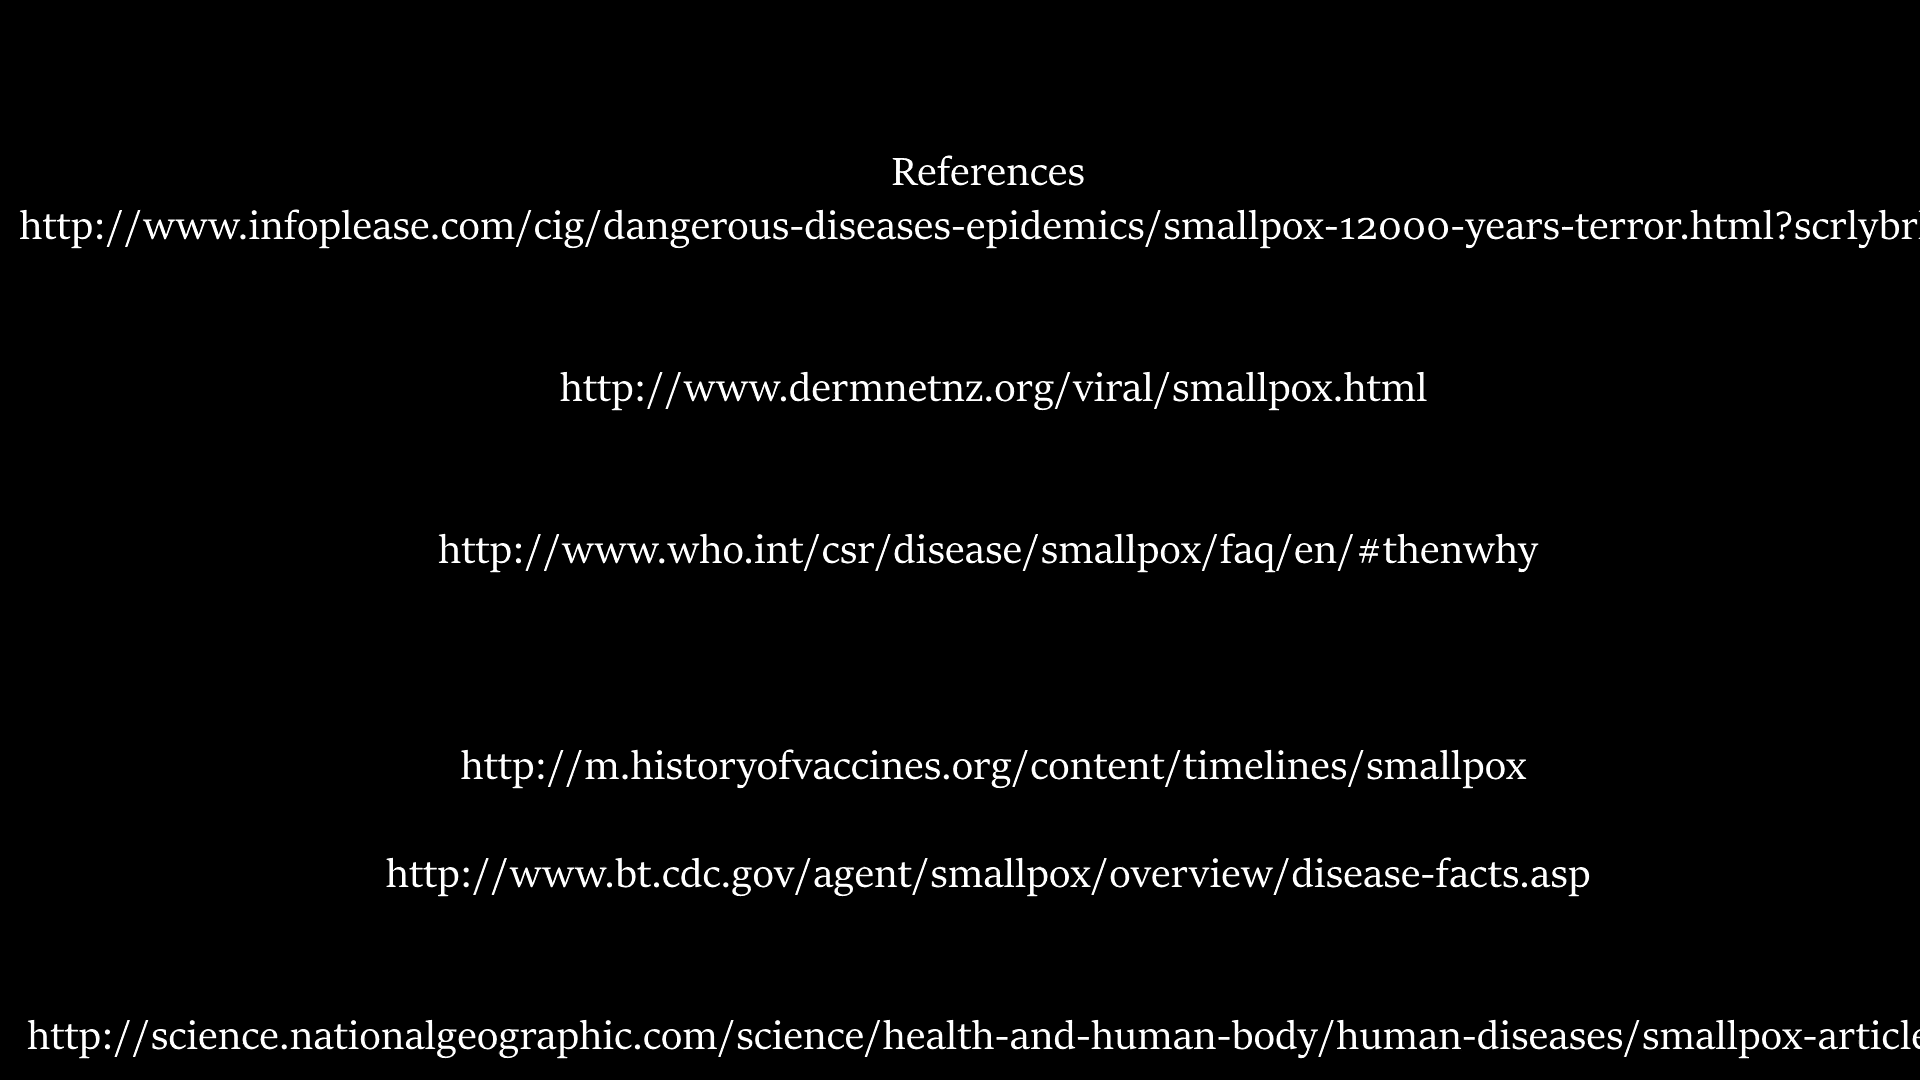 References
http://www.infoplease.com/cig/dangerous-diseases-epidemics/smallpox-12000-years-terror.html?scrlybr
http://www.dermnetnz.org/viral/smallpox.html
http://www.who.int/csr/disease/smallpox/faq/en/#thenwhy
http://m.historyofvaccines.org/content/timelines/smallpox
http://www.bt.cdc.gov/agent/smallpox/overview/disease-facts.asp
http://science.nationalgeographic.com/science/health-and-human-body/human-diseases/smallpox-article